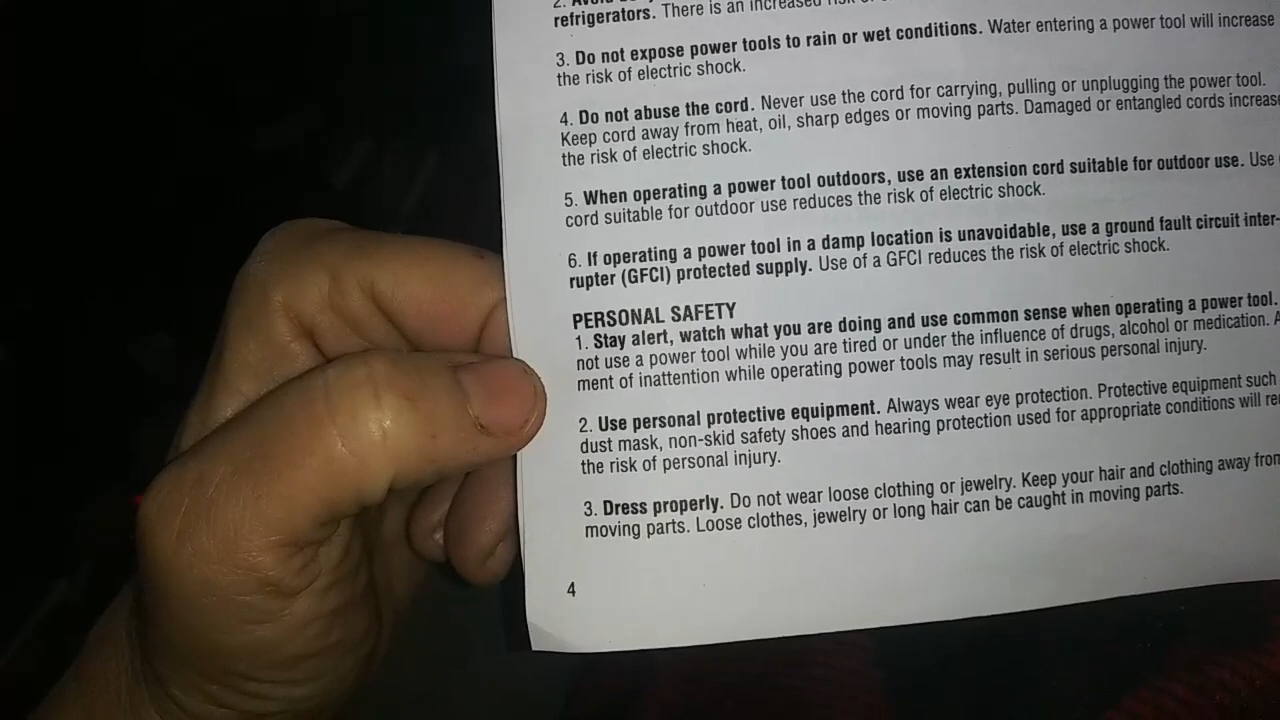 2.
refrigerators. There is an increased risk of
3. Do not expose power tools to rain or wet conditions. Water entering a power tool will increase
the risk of electric shock.
4. Do not abuse the cord. Never use the cord for carrying, pulling or unplugging the power tool.
Keep cord away from heat, oil, sharp edges or moving parts. Damaged or entangled cords increase
the risk of electric shock.
5. When operating a power tool outdoors, use an extension cord suitable for outdoor use. Use
cord suitable for outdoor use reduces the risk of electric shock.
6. If operating a power tool in a damp location is unavoidable, use a ground fault circuit inter-
rupter (GFCI) protected supply. Use of a GFCI reduces the risk of electric shock.
PERSONAL SAFETY
1. Stay alert, watch what you are doing and use common sense when operating a power tool.
not use a power tool while you are tired or under the influence of drugs, alcohol or medication. A
ment of inattention while operating power tools may result in serious personal injury.
2. Use personal protective equipment. Always wear eye protection. Protective equipment such
dust mask, non-skid safety shoes and hearing protection used for appropriate conditions will
the risk of personal injury.
3. Dress properly. Do not wear loose clothing or jewelry. Keep your hair and clothing away from
moving parts. Loose clothes, jewelry or long hair can be caught in moving parts.
4